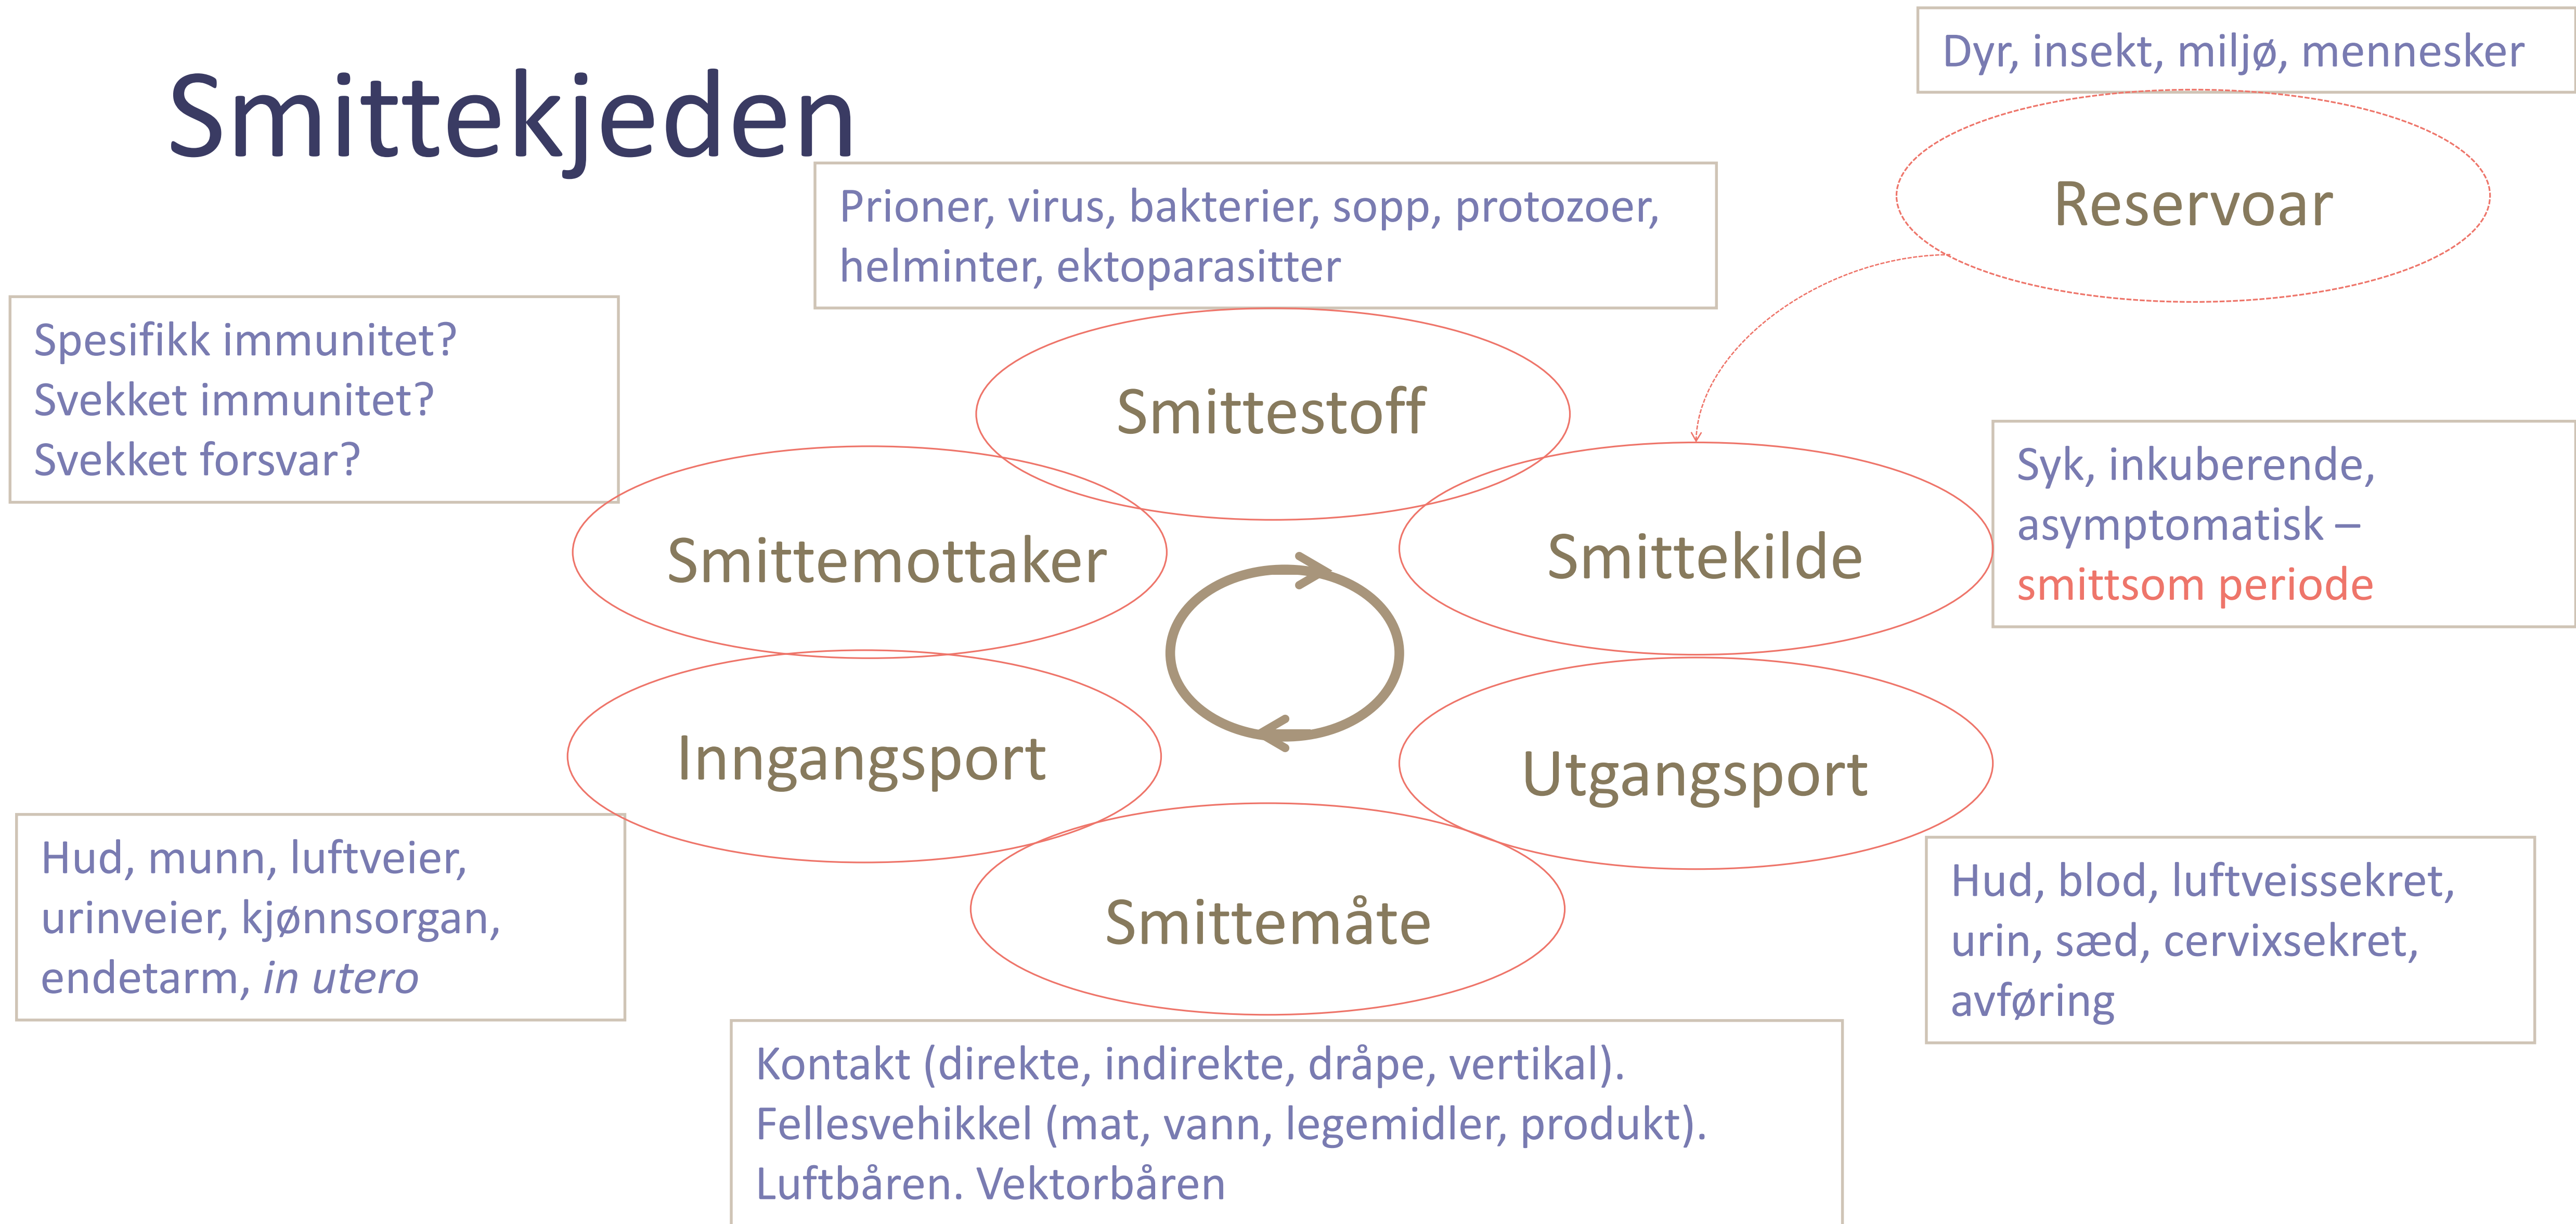 Smittekjeden
Dyr, insekt, miljø, mennesker
Reservoar
Prioner, virus, bakterier, sopp, protozoer,
helminter, ektoparasitter
Smittestoff
Spesifikk immunitet?
Svekket immunitet?
Svekket forsvar?
Smittemottaker
Smittekilde
Syk, inkuberende,
asymptomatisk –
smittsom periode
Inngangsport
Utgangsport
Hud, munn, luftveier,
urinveier, kjønnsorgan,
endetarm, in utero
Smittemåte
Hud, blod, luftveissekret,
urin, sæd, cervixsekret,
avføring
Kontakt (direkte, indirekte, dråpe, vertikal).
Fellesvehikkel (mat, vann, legemidler, produkt).
Luftbåren. Vektorbåren